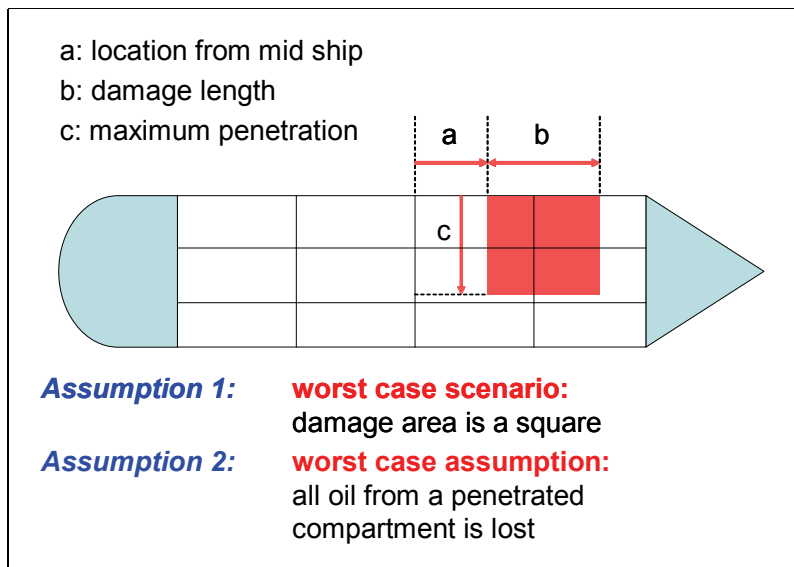 a: location from mid ship
b: damage length
c: maximum penetration
a
b
c
Assumption 1: worst case scenario:
damage area is a square
Assumption 2: worst case assumption:
all oil from a penetrated
compartment is lost